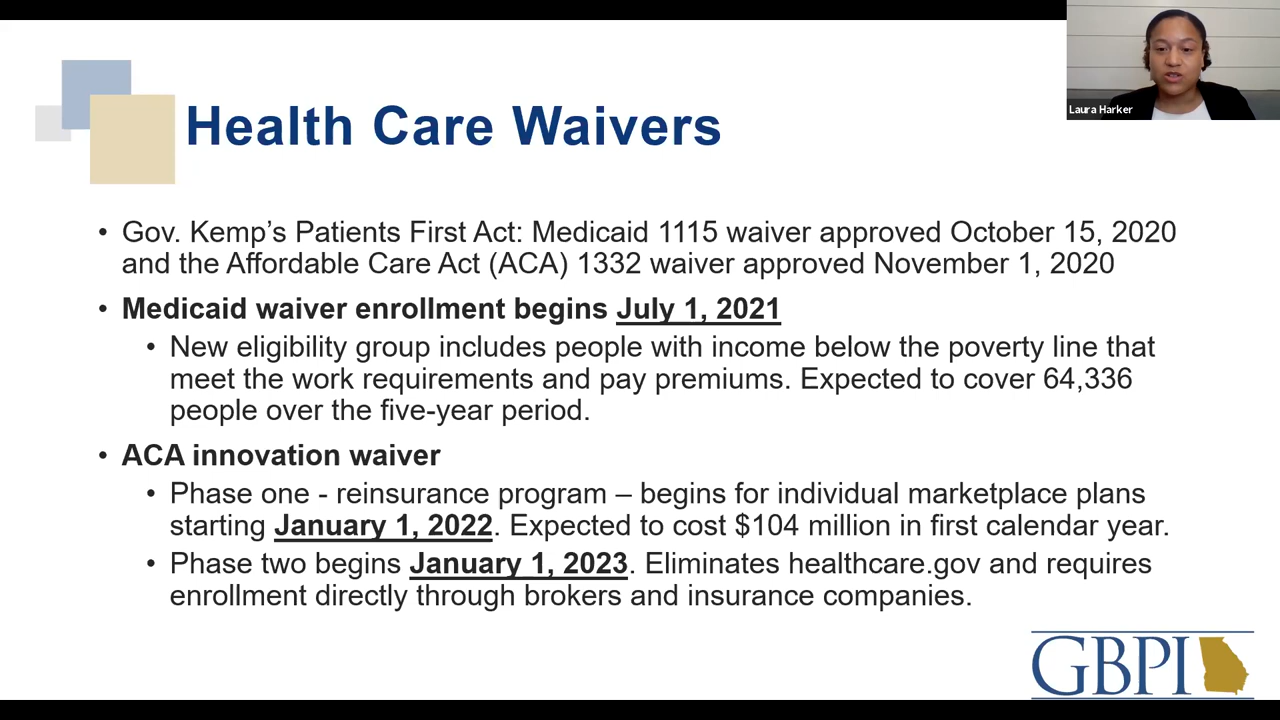 Laura Harker
Health Care Waivers
• Gov. Kemp’s Patients First Act: Medicaid 1115 waiver approved October 15, 2020
and the Affordable Care Act (ACA) 1332 waiver approved November 1, 2020
• Medicaid waiver enrollment begins July 1, 2021
• New eligibility group includes people with income below the poverty line that
meet the work requirements and pay premiums. Expected to cover 64,336
people over the five-year period.
• ACA innovation waiver
• Phase one - reinsurance program – begins for individual marketplace plans
starting January 1, 2022. Expected to cost $104 million in first calendar year.
• Phase two begins January 1, 2023. Eliminates healthcare.gov and requires
enrollment directly through brokers and insurance companies.
GBPI